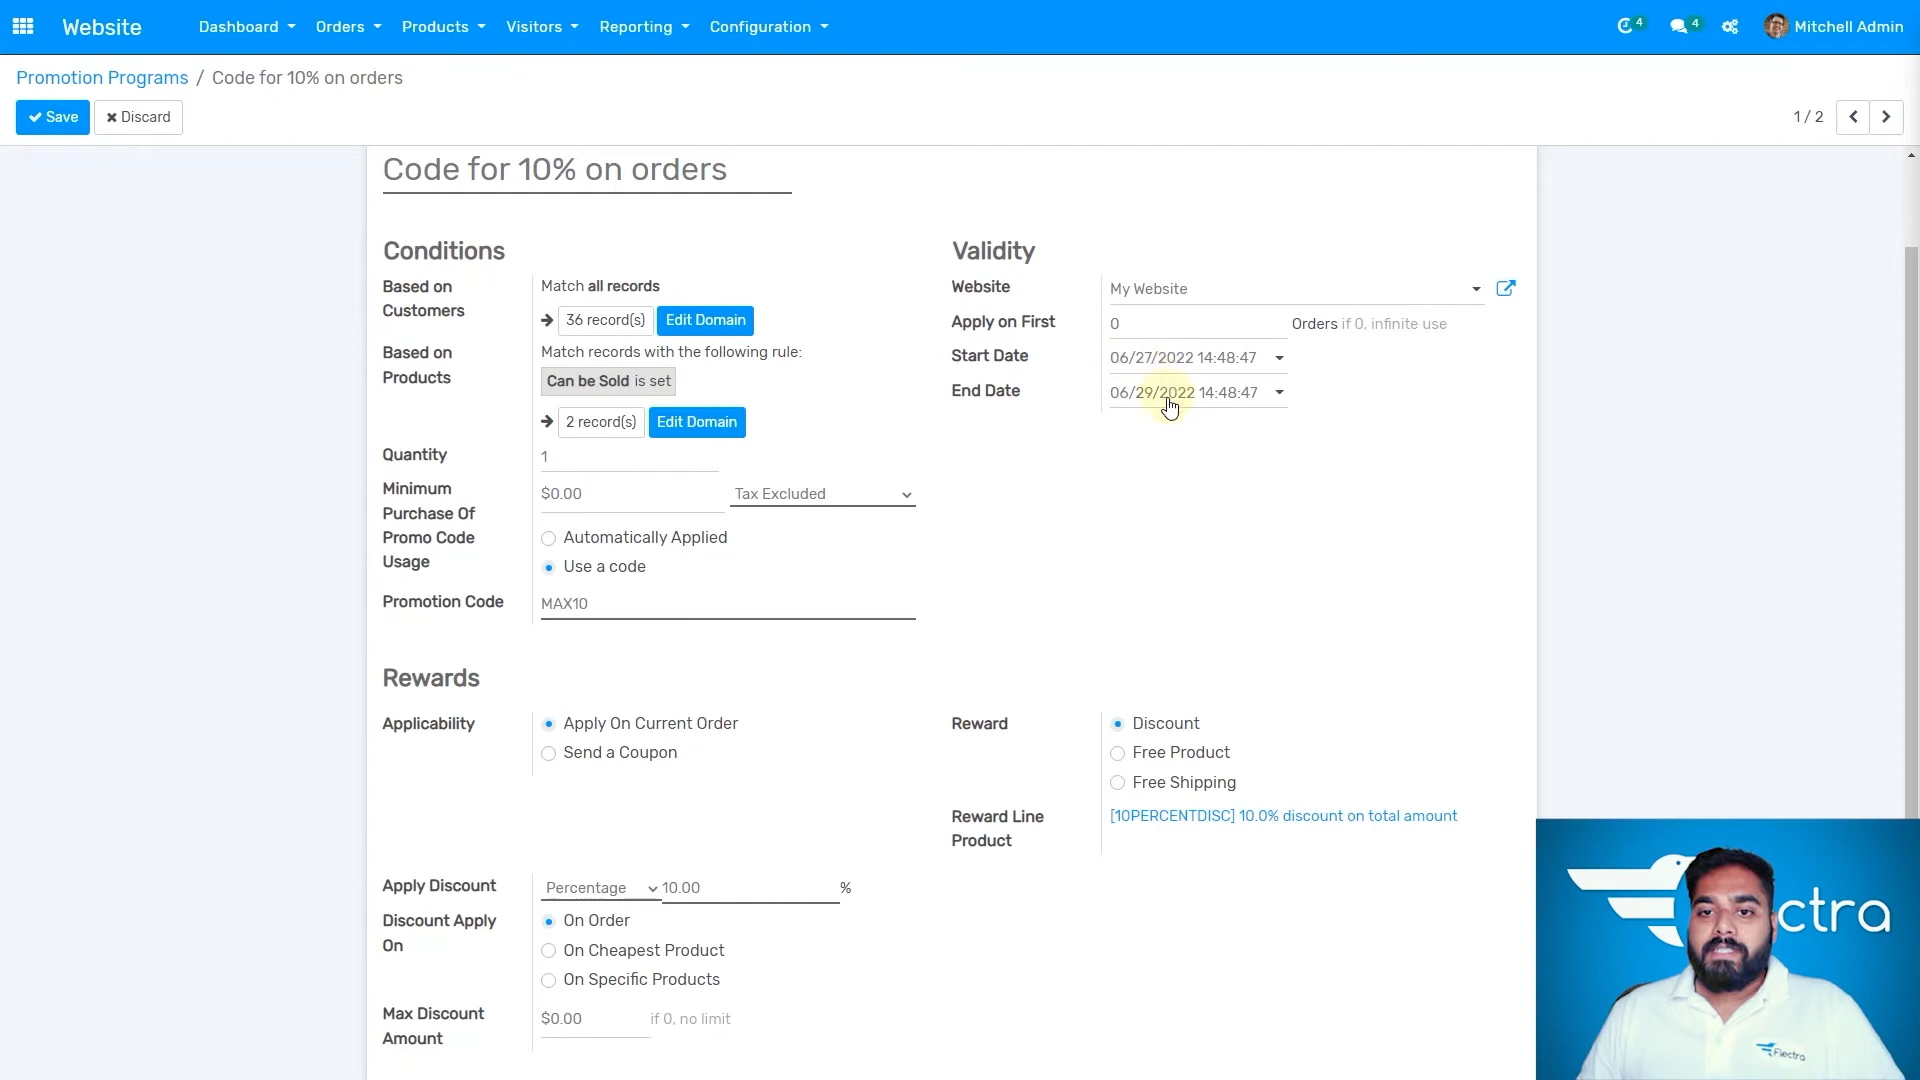 Website
Dashboard
Orders
Products
Visitors
Reporting
Configuration
4
4
Mitchell Admin
Promotion Programs / Code for 10% on orders
Save
Discard
1 / 2
Code for 10% on orders
Conditions
Based on Customers
Match all records
36 record(s)
Edit Domain
Based on Products
Match records with the following rule:
Can be Sold is set
2 record(s)
Edit Domain
Quantity
1
Minimum Purchase Of
$0.00
Tax Excluded
Promo Code Usage
Automatically Applied
Use a code
Promotion Code
MAX10
Validity
Website
My Website
Apply on First
0
Orders if 0, infinite use
Start Date
06/27/2022 14:48:47
End Date
06/29/2022 14:48:47
Rewards
Applicability
Apply On Current Order
Send a Coupon
Reward
Discount
Free Product
Free Shipping
Reward Line Product
[10PERCENTDISC] 10.0% discount on total amount
Apply Discount
Percentage
10.00
%
Discount Apply On
On Order
On Cheapest Product
On Specific Products
Max Discount Amount
$0.00
if 0, no limit
ctra
Flectra